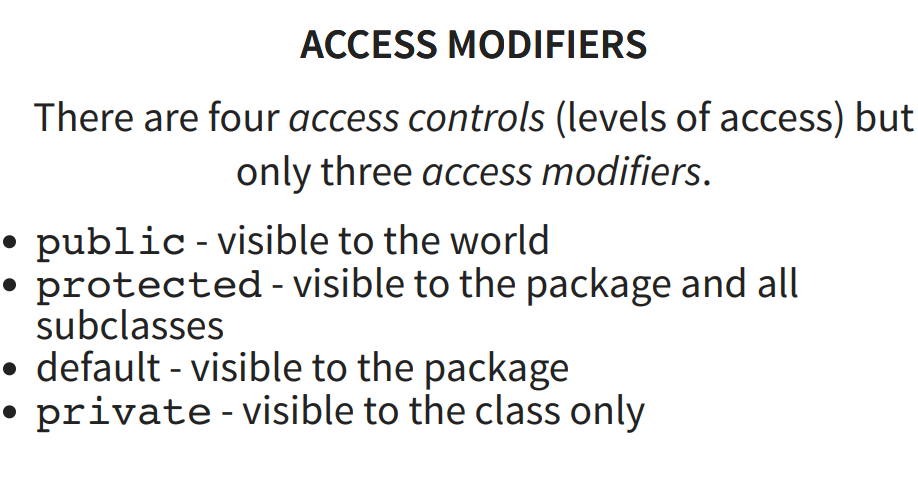 ACCESS MODIFIERS
There are four access controls (levels of access) but
only three access modifiers.
• public - visible to the world
• protected - visible to the package and all
subclasses
• default - visible to the package
• private - visible to the class only